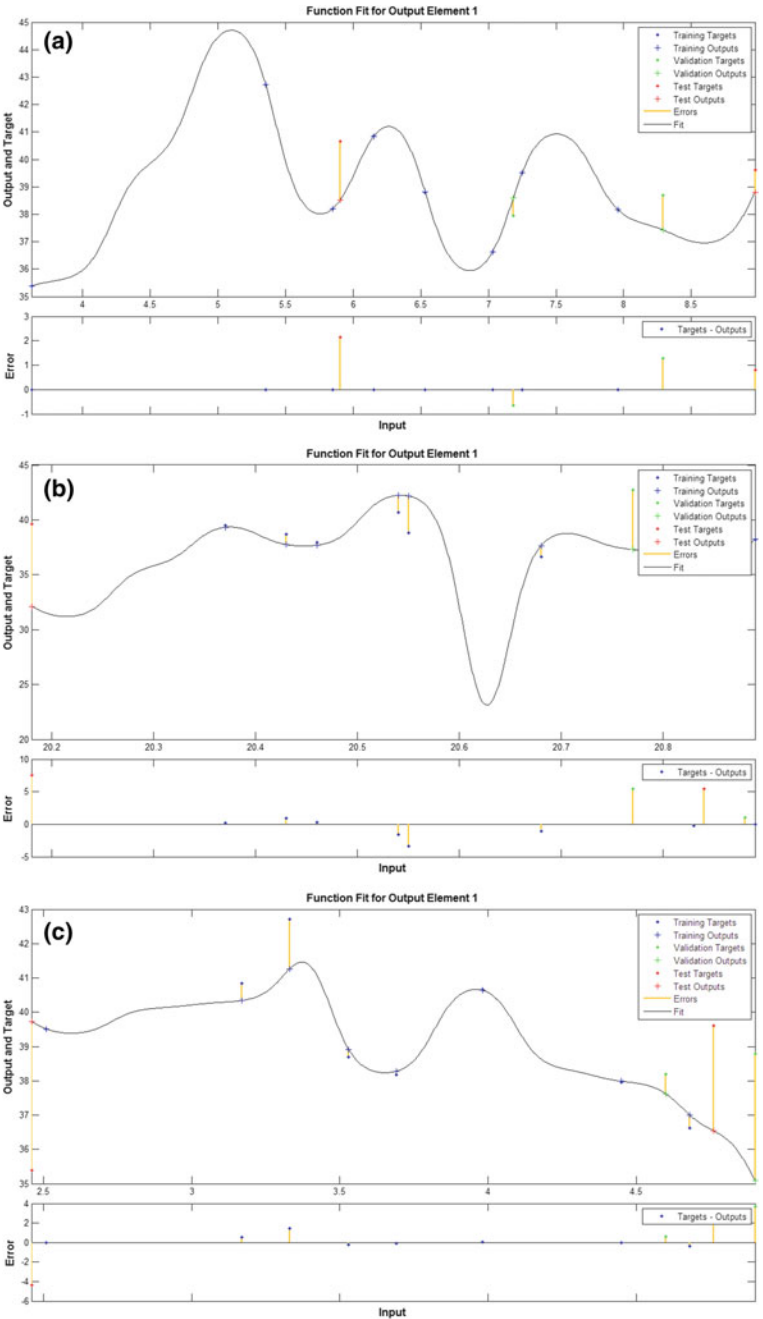 Function Fit for Output Element 1
(a)
Output and Target
45
44
43
42
41
40
39
38
37
36
35
4 4.5 5 5.5 6 6.5 7 7.5 8 8.5
Training Targets
Training Outputs
Validation Targets
Validation Outputs
Test Targets
Test Outputs
Errors
Fit
Error
3
2
1
0
-1
Targets - Outputs
Input
Function Fit for Output Element 1
(b)
Output and Target
45
40
35
30
25
20
20.2 20.3 20.4 20.5 20.6 20.7 20.8
Training Targets
Training Outputs
Validation Targets
Validation Outputs
Test Targets
Test Outputs
Errors
Fit
Error
10
5
0
-5
Targets - Outputs
Input
Function Fit for Output Element 1
(c)
Output and Target
43
42
41
40
39
38
37
36
35
2.5 3 3.5 4 4.5
Training Targets
Training Outputs
Validation Targets
Validation Outputs
Test Targets
Test Outputs
Errors
Fit
Error
4
2
0
-2
-4
-6
Targets - Outputs
Input